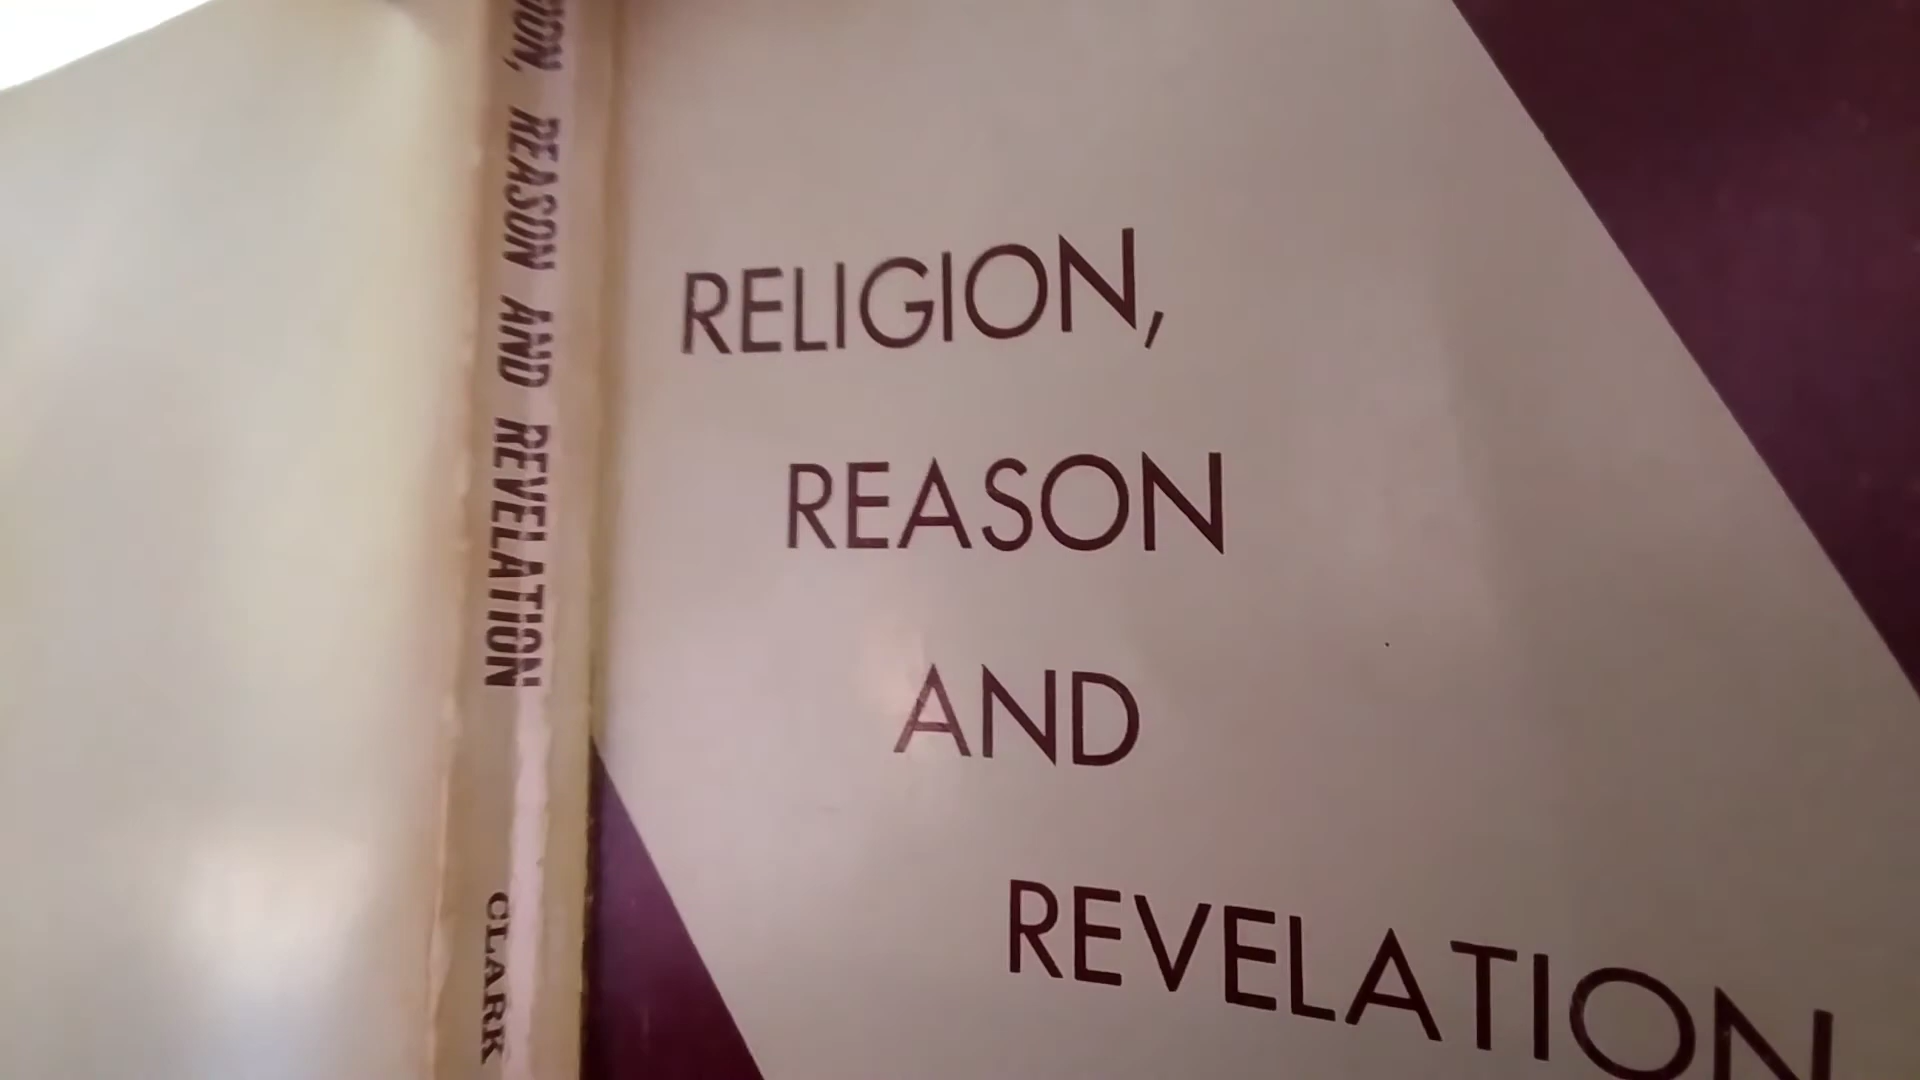 RELIGION,
REASON
AND
REVELATION
REASON AND REVELATION
CLARK